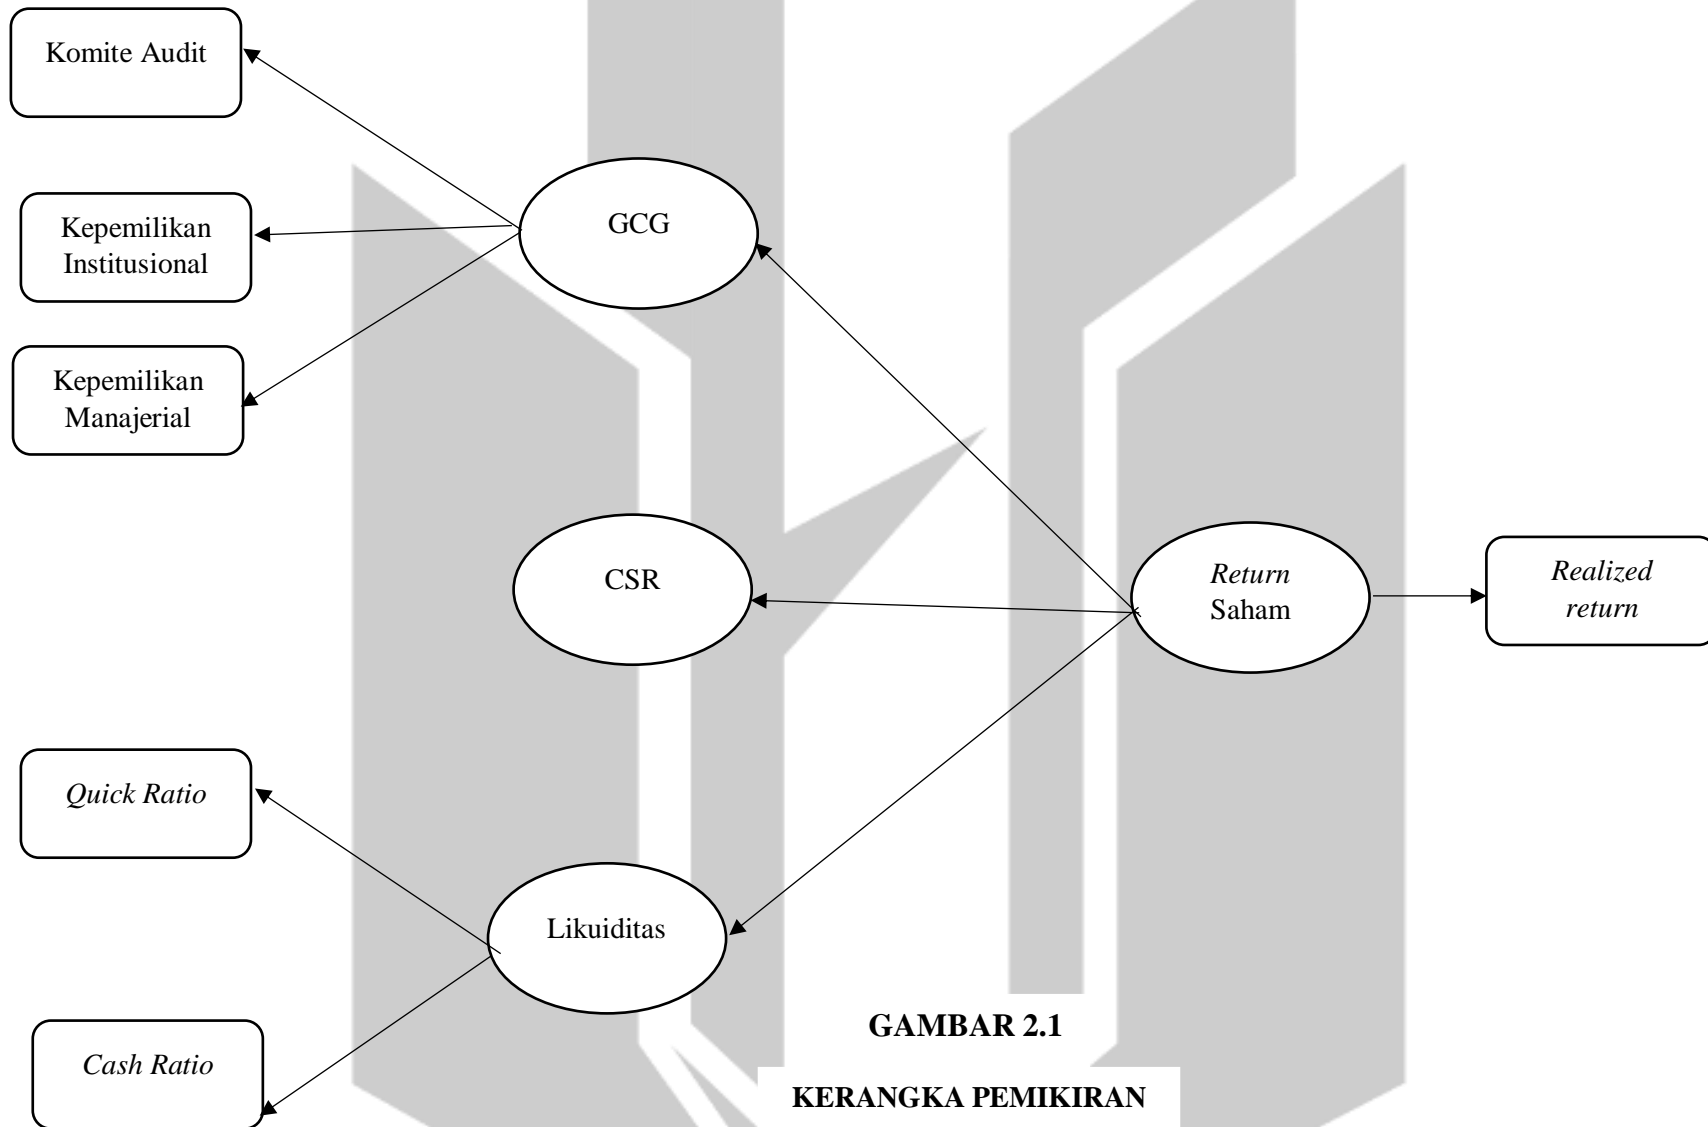 Komite Audit
Kepemilikan
Institusional
Kepemilikan
Manajerial
GCG
CSR
Return
Saham
Realized
return
Quick Ratio
Likuiditas
Cash Ratio
GAMBAR 2.1
KERANGKA PEMIKIRAN